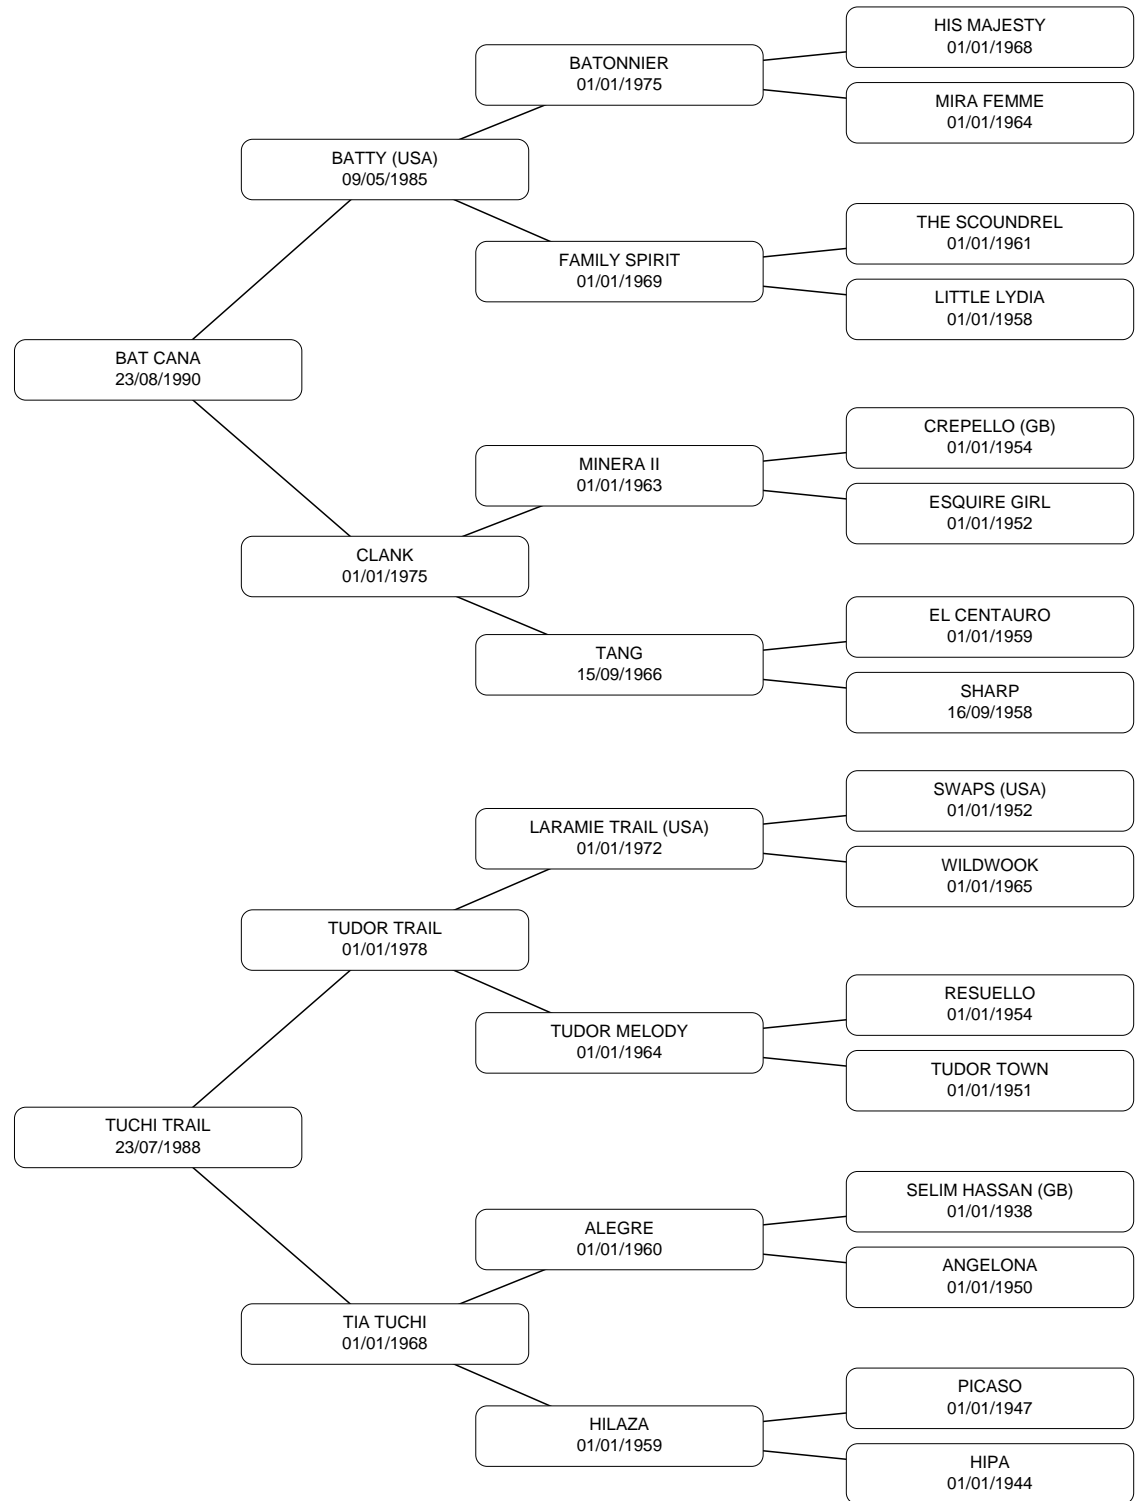 HIS MAJESTY
01/01/1968
BATONNIER
01/01/1975
MIRA FEMME
01/01/1964
BATTY (USA)
09/05/1985
THE SCOUNDREL
01/01/1961
FAMILY SPIRIT
01/01/1969
LITTLE LYDIA
01/01/1958
BAT CANA
23/08/1990
CREPELLO (GB)
01/01/1954
MINERA II
01/01/1963
ESQUIRE GIRL
01/01/1952
CLANK
01/01/1975
EL CENTAURO
01/01/1959
TANG
15/09/1966
SHARP
16/09/1958
SWAPS (USA)
01/01/1952
LARAMIE TRAIL (USA)
01/01/1972
WILDWOOK
01/01/1965
TUDOR TRAIL
01/01/1978
RESUELLO
01/01/1954
TUDOR MELODY
01/01/1964
TUDOR TOWN
01/01/1951
TUCHI TRAIL
23/07/1988
SELIM HASSAN (GB)
01/01/1938
ALEGRE
01/01/1960
ANGELONA
01/01/1950
TIA TUCHI
01/01/1968
PICASO
01/01/1947
HILAZA
01/01/1959
HIPA
01/01/1944